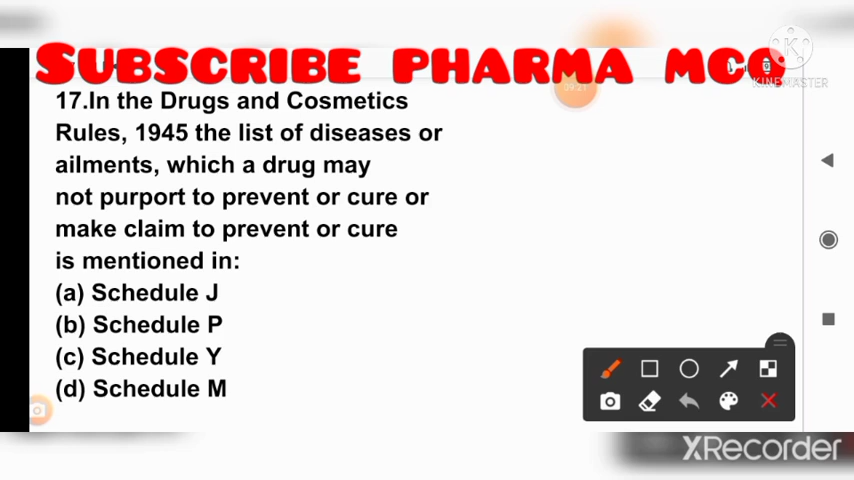 SUBSCRIBE PHARMA MCQ
KINEMASTER
09:21
17.In the Drugs and Cosmetics
Rules, 1945 the list of diseases or
ailments, which a drug may
not purport to prevent or cure or
make claim to prevent or cure
is mentioned in:
(a) Schedule J
(b) Schedule P
(c) Schedule Y
(d) Schedule M
XRecorder